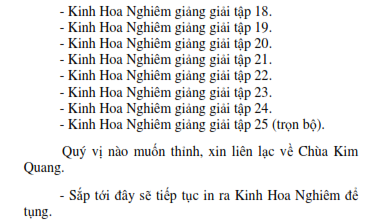 - Kinh Hoa Nghiêm giảng giải tập 18.
- Kinh Hoa Nghiêm giảng giải tập 19.
- Kinh Hoa Nghiêm giảng giải tập 20.
- Kinh Hoa Nghiêm giảng giải tập 21.
- Kinh Hoa Nghiêm giảng giải tập 22.
- Kinh Hoa Nghiêm giảng giải tập 23.
- Kinh Hoa Nghiêm giảng giải tập 24.
- Kinh Hoa Nghiêm giảng giải tập 25 (trọn bộ).
Quý vị nào muốn thỉnh, xin liên lạc về Chùa Kim
Quang.
- Sắp tới đây sẽ tiếp tục in ra Kinh Hoa Nghiêm để
tụng.